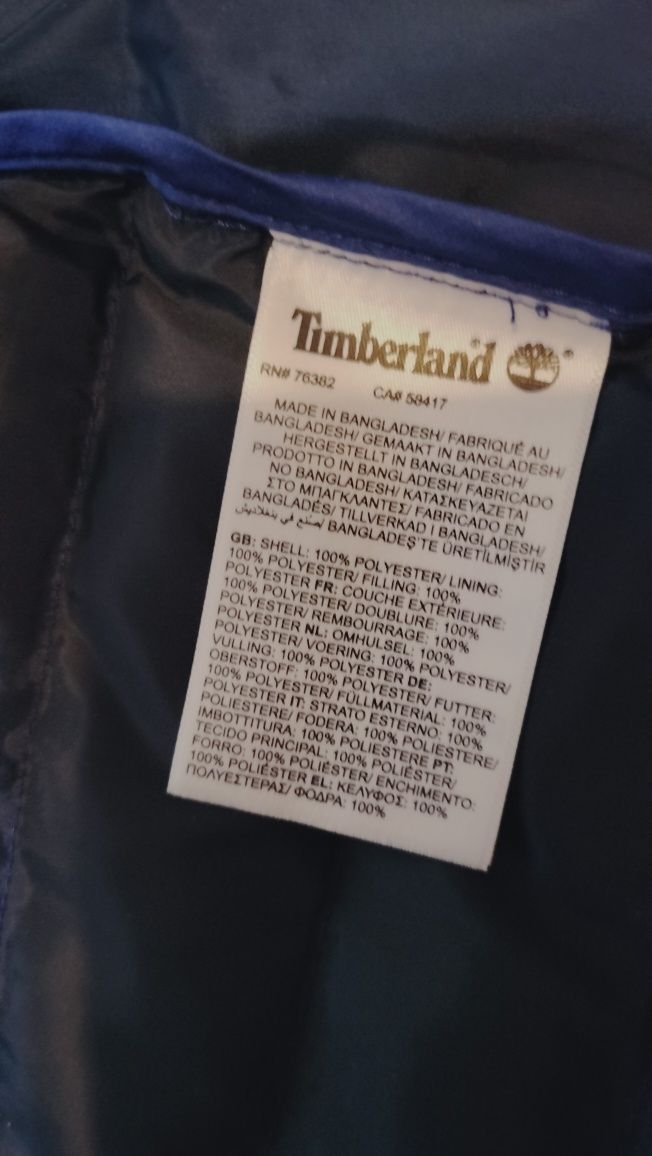 Timberland®
RN# 76382 CA# 58417
MADE IN BANGLADESH/ FABRIQUÉ AU
BANGLADESH/ GEMAAKT IN BANGLADESH/
HERGESTELLT IN BANGLADESCH/
PRODOTTO IN BANGLADESH/ FABRICADO
NO BANGLADESH/ ΚΑΤΑΣΚΕΥΑΖΕΤΑΙ
ΣΤΟ ΜΠΑΓΚΛΑΝΤΕΣ/ FABRICADO EN
BANGLADÉS/ TILLVERKAD I BANGLADESH/
صنع في بنغلاديش/ BANGLADEŞ'TE ÜRETİLMİŞTİR
GB: SHELL: 100% POLYESTER/ LINING:
100% POLYESTER/ FILLING: 100%
POLYESTER FR: COUCHE EXTÉRIEURE:
100% POLYESTER/ DOUBLURE: 100%
POLYESTER/ REMBOURRAGE: 100%
POLYESTER NL: OMHULSEL: 100%
POLYESTER/ VOERING: 100% POLYESTER/
VULLING: 100% POLYESTER DE:
OBERSTOFF: 100% POLYESTER/ FUTTER:
100% POLYESTER/ FÜLLMATERIAL: 100%
POLYESTER IT: STRATO ESTERNO: 100%
POLIESTERE/ FODERA: 100% POLIESTERE/
IMBOTTITURA: 100% POLIESTERE PT:
TECIDO PRINCIPAL: 100% POLIÉSTER/
FORRO: 100% POLIÉSTER/ ENCHIMENTO:
100% POLIÉSTER EL: ΚΕΛΥΦΟΣ: 100%
ΠΟΛΥΕΣΤΕΡΑΣ/ ΦΟΔΡΑ: 100%